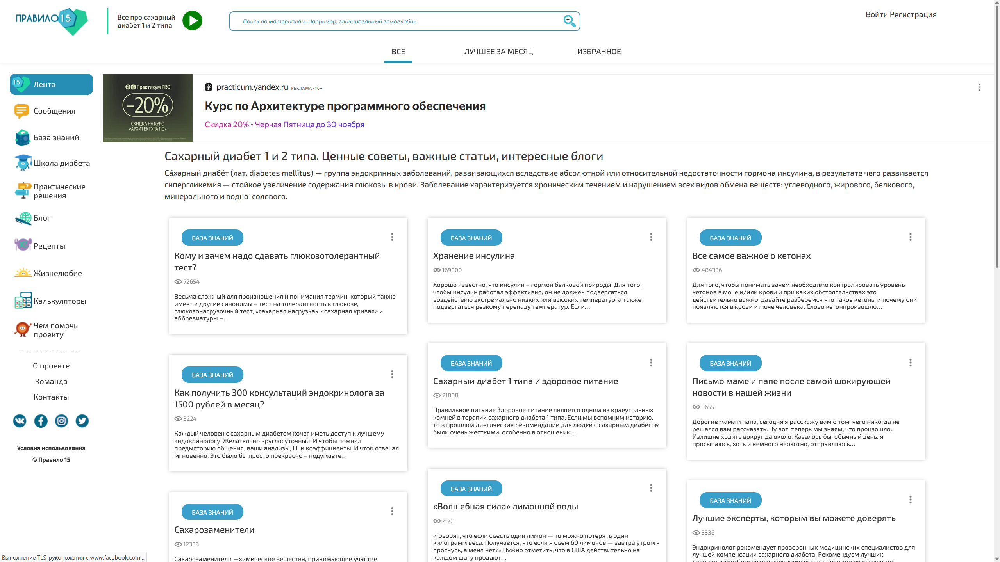 ПРАВИЛО 15
Все про сахарный
диабет 1 и 2 типа
Поиск по материалам. Например, гликированный гемоглобин
Войти Регистрация
ВСЕ
ЛУЧШЕЕ ЗА МЕСЯЦ
ИЗБРАННОЕ
15
Лента
Сообщения
База знаний
Школа диабета
Практические
решения
Блог
Рецепты
Жизнелюбие
Калькуляторы
Чем помочь
проекту
О проекте
Команда
Контакты
Условия использования
© Правило 15
Практикум PRO
–20%
СКИДКА НА КУРС
«АРХИТЕКТУРА ПО»
practicum.yandex.ru РЕКЛАМА • 16+
Курс по Архитектуре программного обеспечения
Скидка 20% - Черная Пятница до 30 ноября
Сахарный диабет 1 и 2 типа. Ценные советы, важные статьи, интересные блоги
Са́харный диабе́т (лат. diabetes mellītus) — группа эндокринных заболеваний, развивающихся вследствие абсолютной или относительной недостаточности гормона инсулина, в результате чего развивается
гипергликемия — стойкое увеличение содержания глюкозы в крови. Заболевание характеризуется хроническим течением и нарушением всех видов обмена веществ: углеводного, жирового, белкового,
минерального и водно-солевого.
БАЗА ЗНАНИЙ
Кому и зачем надо сдавать глюкозотолерантный
тест?
72654
Весьма сложный для произношения и понимания термин, который также
имеет и другие синонимы – тест на толерантность к глюкозе,
глюкозонагрузочный тест, «сахарная нагрузка», «сахарная кривая» и
аббревиатуры –…
БАЗА ЗНАНИЙ
Хранение инсулина
169000
Хорошо известно, что инсулин – гормон белковой природы. Для того,
чтобы инсулин работал эффективно, он не должен подвергаться
воздействию экстремально низких или высоких температур, а также
подвергаться резкому перепаду температур. Если…
БАЗА ЗНАНИЙ
Все самое важное о кетонах
484336
Для того, чтобы понимать зачем необходимо контролировать уровень
кетонов в моче и/или крови и при каких обстоятельствах это
действительно важно, давайте разберемся что такое кетоны и почему они
появляются в крови и моче человека. Слово кетонпроизошло…
БАЗА ЗНАНИЙ
Как получить 300 консультаций эндокринолога за
1500 рублей в месяц?
3224
Каждый человек с сахарным диабетом хочет иметь доступ к лучшему
эндокринологу. Желательно круглосуточный. И чтобы помнил
предысторию общения, ваши анализы, ГГ и коэффициенты. И чтоб отвечал
мгновенно. Это было бы просто прекрасно – подумаете…
БАЗА ЗНАНИЙ
Сахарный диабет 1 типа и здоровое питание
21008
Правильное питание Здоровое питание является одним из краеугольных
камней в терапии сахарного диабета 1 типа. Если мы вспомним историю,
то в прошлом диетические рекомендации для людей с сахарным диабетом
были очень жесткими, особенно в отношении…
БАЗА ЗНАНИЙ
Письмо маме и папе после самой шокирующей
новости в нашей жизни
3655
Дорогие мама и папа, сегодня я расскажу вам о том, чего никогда не
решался вам рассказать. Ну вот, теперь мы знаем, что произошло.
Излишне ходить вокруг да около. Казалось бы, обычный день, я
просыпаюсь, хоть и немного неохотно, отправляюсь…
БАЗА ЗНАНИЙ
Сахарозаменители
12358
Сахарозаменители —химические вещества, принимающие участие
БАЗА ЗНАНИЙ
«Волшебная сила» лимонной воды
2801
«Говорят, что если съесть один лимон — то можно потерять один
килограмм веса. Получается, что если я съем 60 лимонов — завтра утром я
проснусь, а меня нет?» Нужно отметить, что в США действительно на
каждом шагу продают…
БАЗА ЗНАНИЙ
Лучшие эксперты, которым вы можете доверять
3336
Эндокринолог рекомендует проверенных медицинских специалистов для
лучшей компенсации сахарного диабета. Рекомендуем лучших
специалистов: Список рекомендуемых специалистов по ссылке тут
Выполнение TLS-рукопожатия с www.facebook.com…